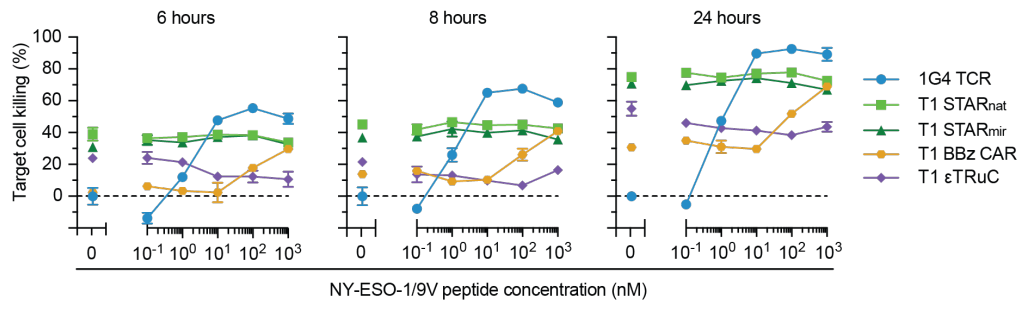 6 hours
8 hours
24 hours
Target cell killing (%)
100
80
60
40
20
0
0
10⁻¹ 10⁰ 10¹ 10² 10³
0
10⁻¹ 10⁰ 10¹ 10² 10³
0
10⁻¹ 10⁰ 10¹ 10² 10³
NY-ESO-1/9V peptide concentration (nM)
1G4 TCR
T1 STARnat
T1 STARmir
T1 BBz CAR
T1 εTRuC